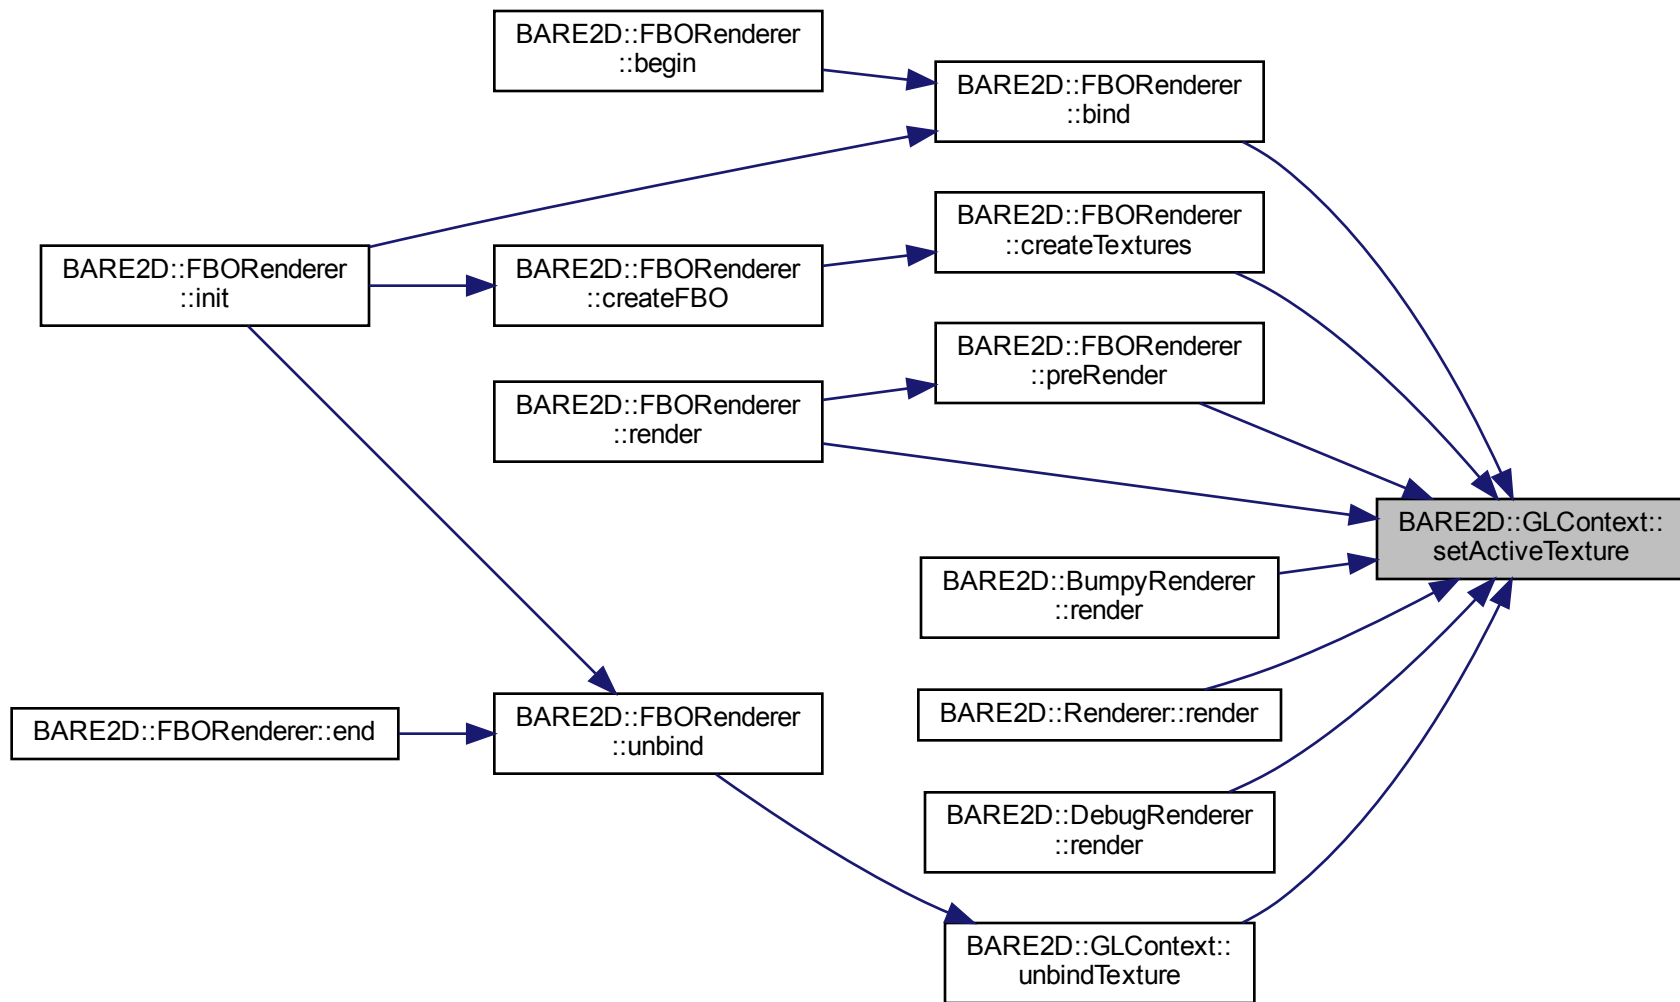 BARE2D::FBORenderer
::begin
BARE2D::FBORenderer
::bind
BARE2D::FBORenderer
::createTextures
BARE2D::FBORenderer
::init
BARE2D::FBORenderer
::createFBO
BARE2D::FBORenderer
::preRender
BARE2D::FBORenderer
::render
BARE2D::GLContext::
setActiveTexture
BARE2D::BumpyRenderer
::render
BARE2D::Renderer::render
BARE2D::FBORenderer::end
BARE2D::FBORenderer
::unbind
BARE2D::DebugRenderer
::render
BARE2D::GLContext::
unbindTexture